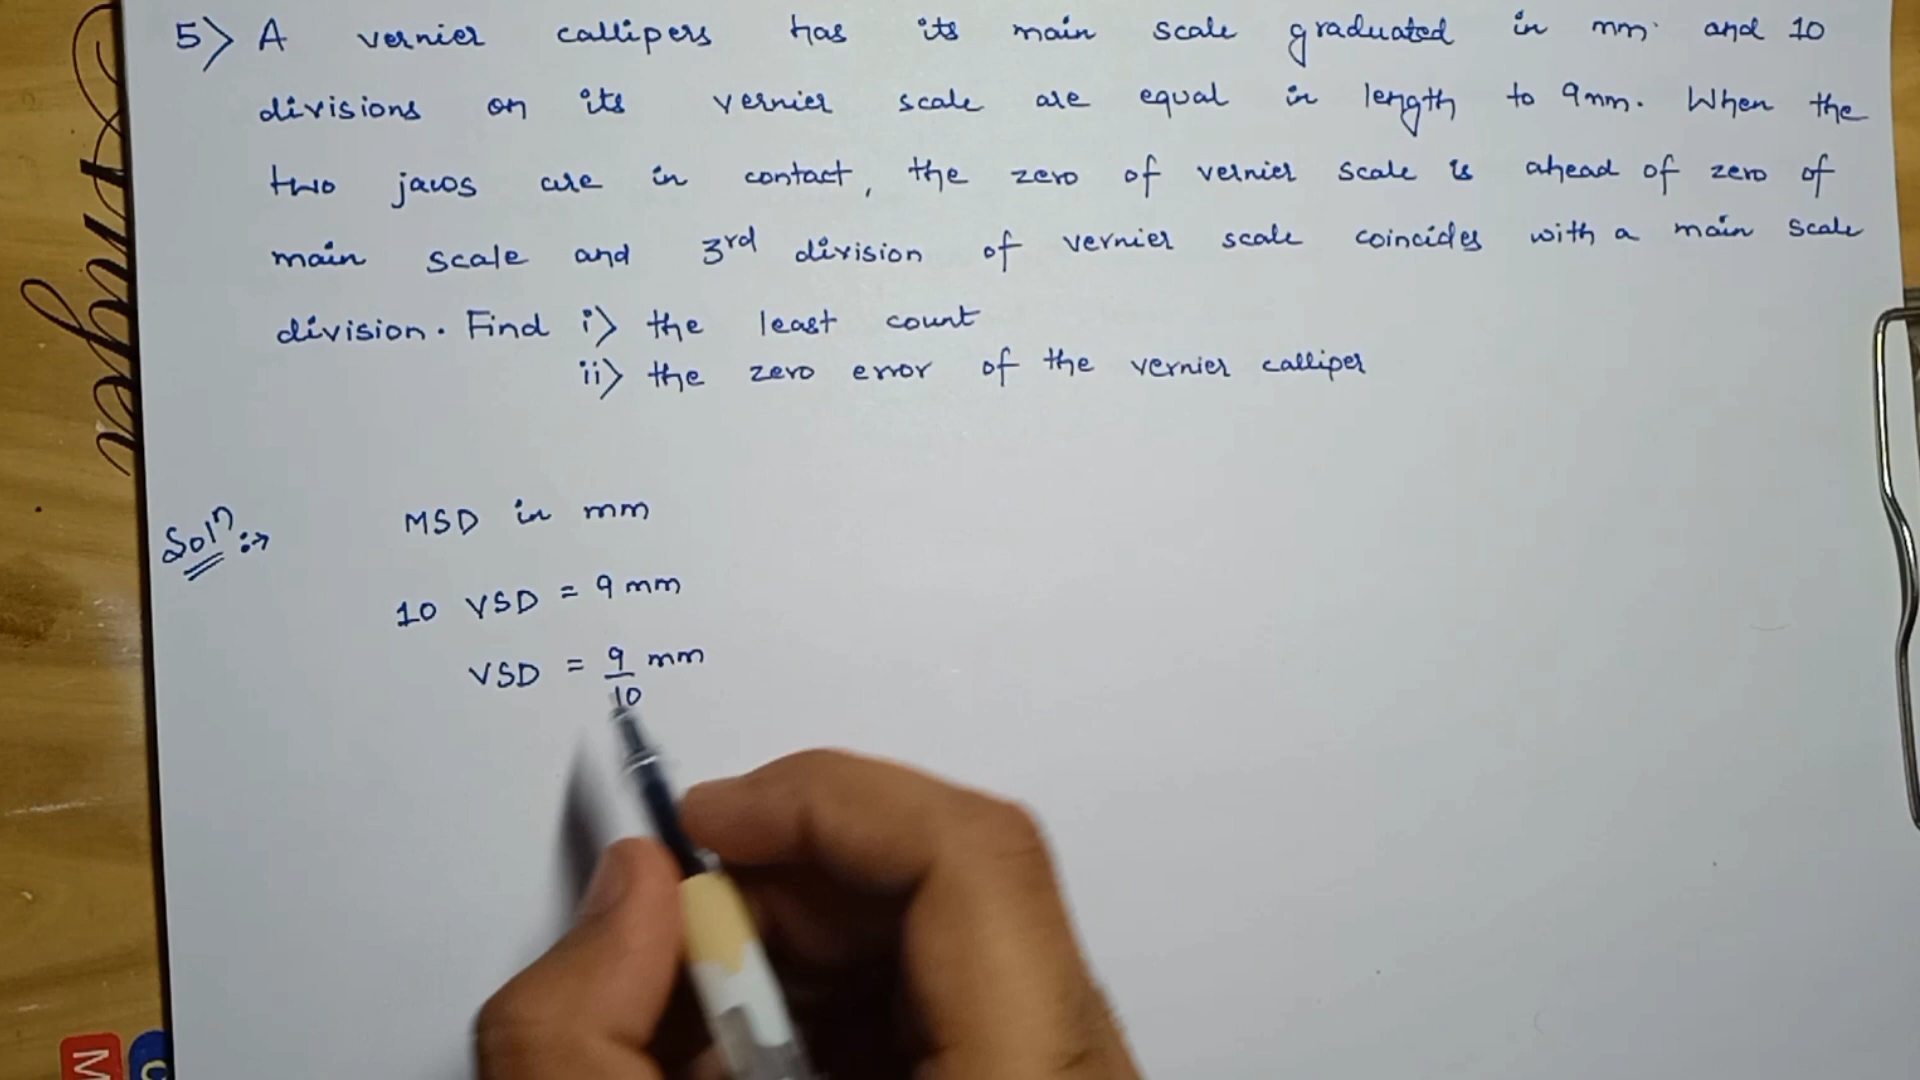 5) A vernier callipers has its main scale graduated in mm. and 10
divisions on its vernier scale are equal in length to 9mm. When the
two jaws are in contact, the zero of vernier scale is ahead of zero of
main scale and 3rd division of vernier scale coincides with a main scale
division. Find i) the least count
ii) the zero error of the vernier calliper
Soln :→
MSD in mm
10 VSD = 9 mm
VSD = 9/10 mm
M